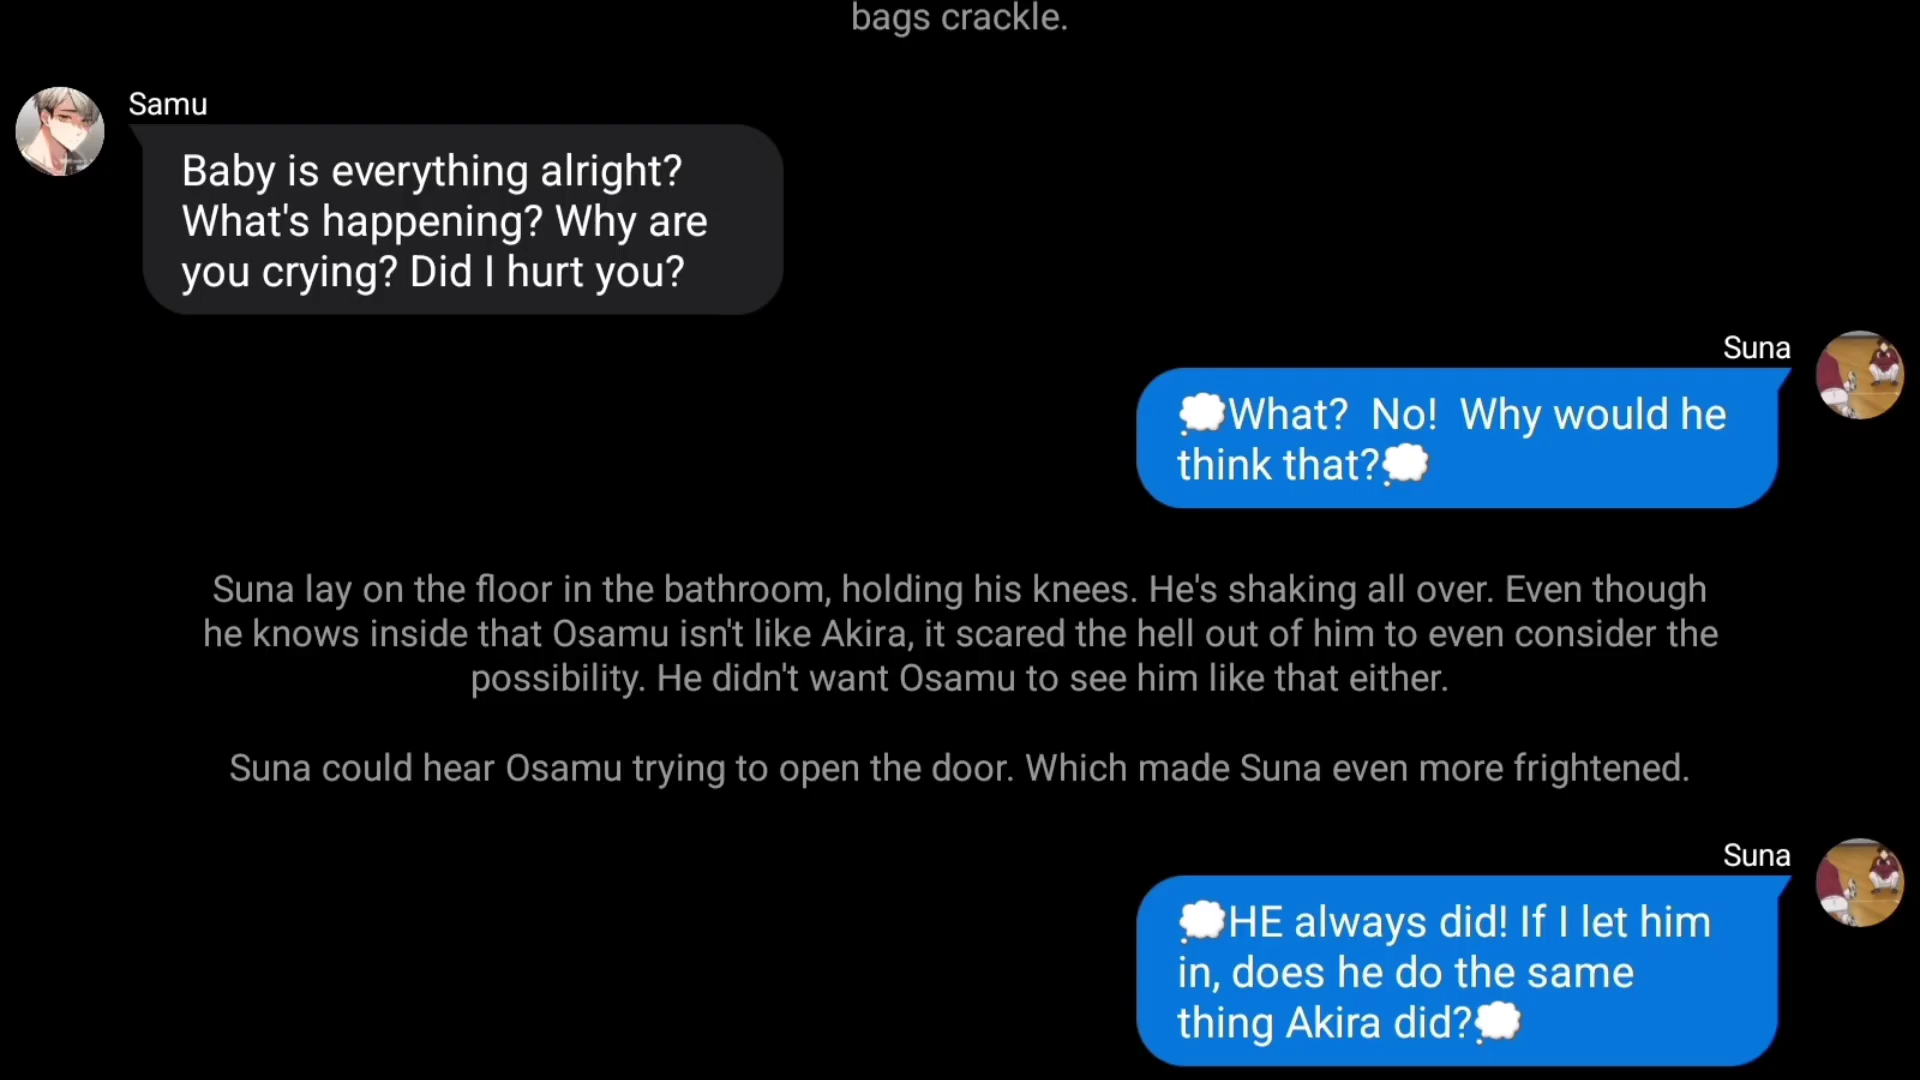 bags crackle.
Samu
Baby is everything alright?
What's happening? Why are
you crying? Did I hurt you?
Suna
💭What?  No!  Why would he
think that?💭
Suna lay on the floor in the bathroom, holding his knees. He's shaking all over. Even though
he knows inside that Osamu isn't like Akira, it scared the hell out of him to even consider the
possibility. He didn't want Osamu to see him like that either.
Suna could hear Osamu trying to open the door. Which made Suna even more frightened.
Suna
💭HE always did! If I let him
in, does he do the same
thing Akira did?💭